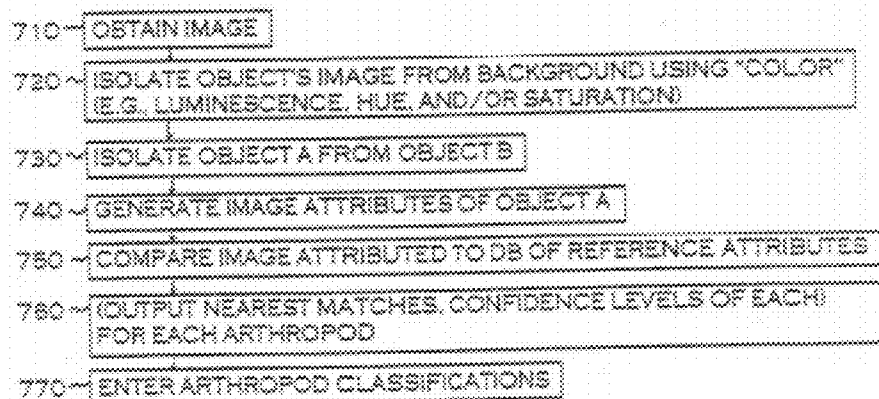 710 OBTAIN IMAGE
720 ISOLATE OBJECT'S IMAGE FROM BACKGROUND USING "COLOR"
(E.G., LUMINESCENCE, HUE, AND/OR SATURATION)
730 ISOLATE OBJECT A FROM OBJECT B
740 GENERATE IMAGE ATTRIBUTES OF OBJECT A
750 COMPARE IMAGE ATTRIBUTED TO DB OF REFERENCE ATTRIBUTES
760 (OUTPUT NEAREST MATCHES, CONFIDENCE LEVELS OF EACH)
FOR EACH ARTHROPOD
770 ENTER ARTHROPOD CLASSIFICATIONS